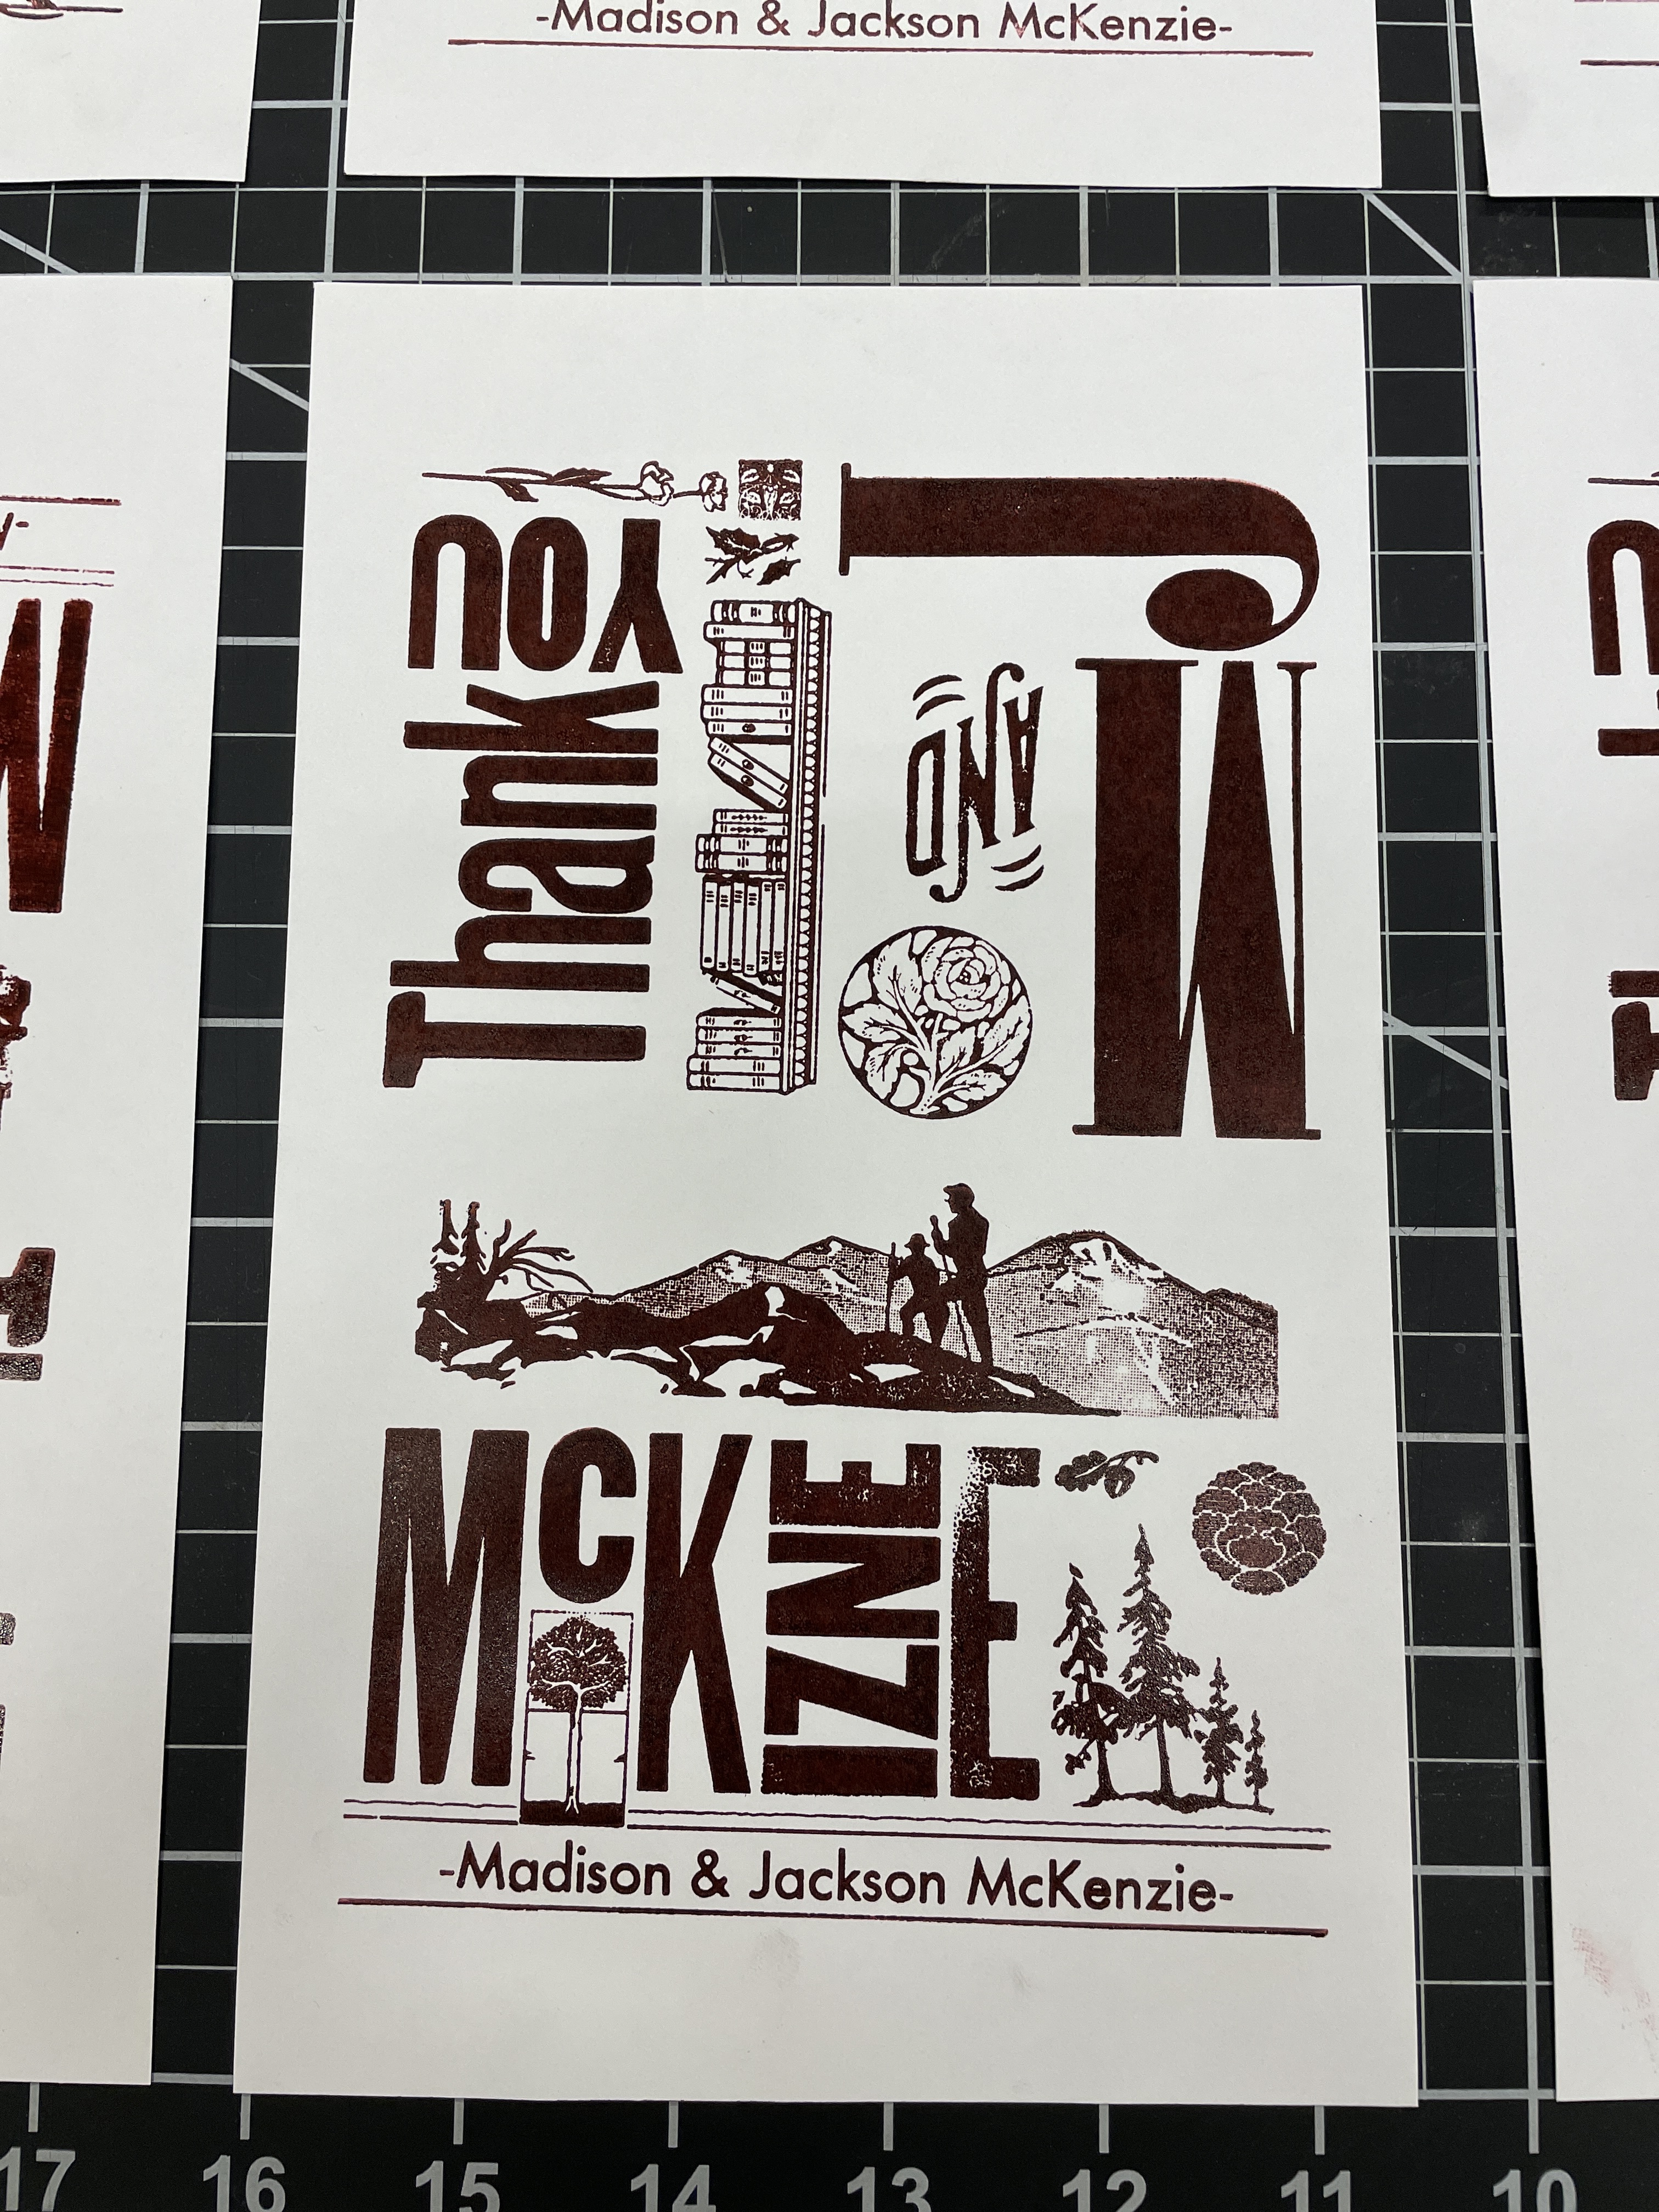 -Madison & Jackson McKenzie-
Thank
YOU
M
AND
J
McKENZIE
-Madison & Jackson McKenzie-
17 16 15 14 13 12 11 10